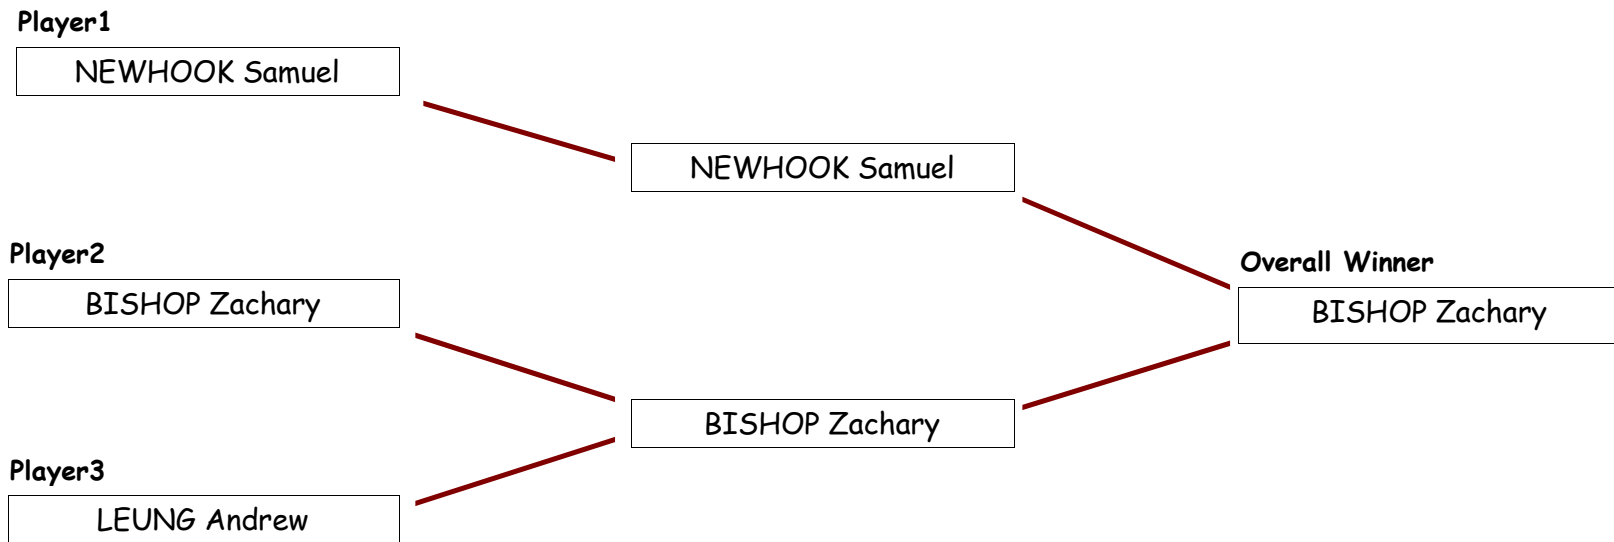 Player1
NEWHOOK Samuel
NEWHOOK Samuel
Player2
BISHOP Zachary
Overall Winner
BISHOP Zachary
BISHOP Zachary
Player3
LEUNG Andrew